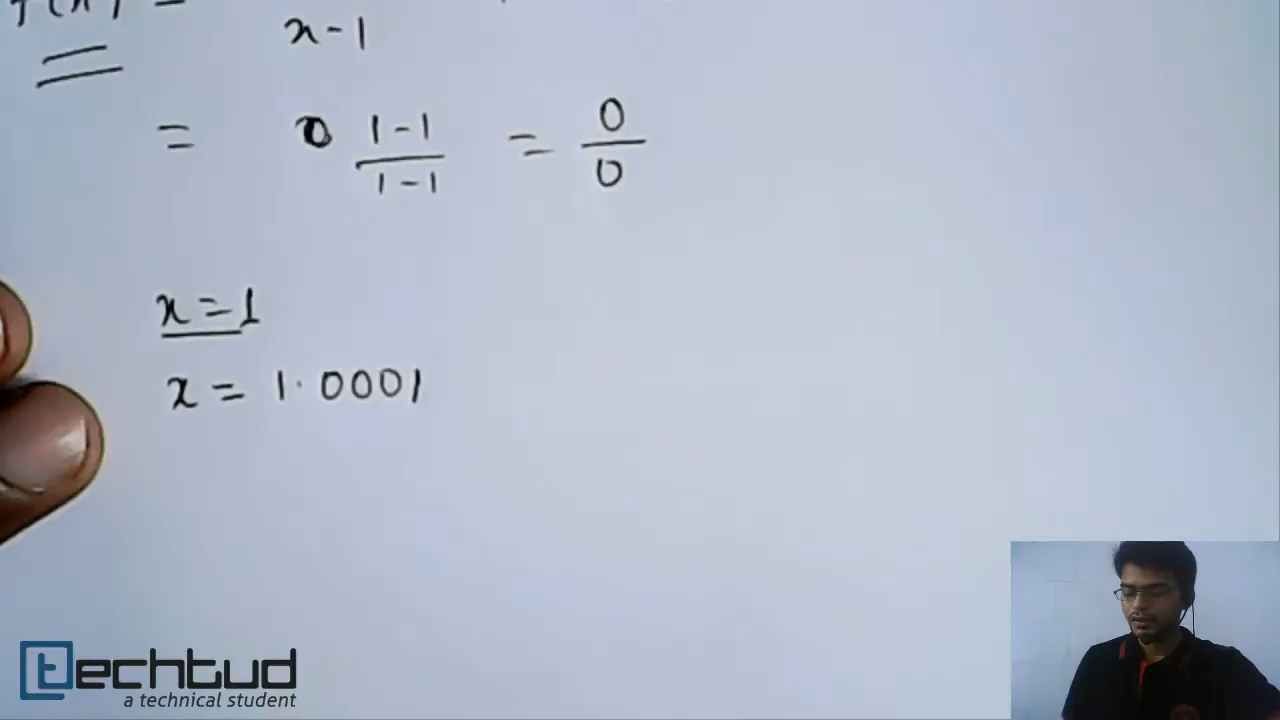 f(x) =
x-1
= 1-1 / 1-1 = 0 / 0
x=1
x = 1.0001
techtud
a technical student